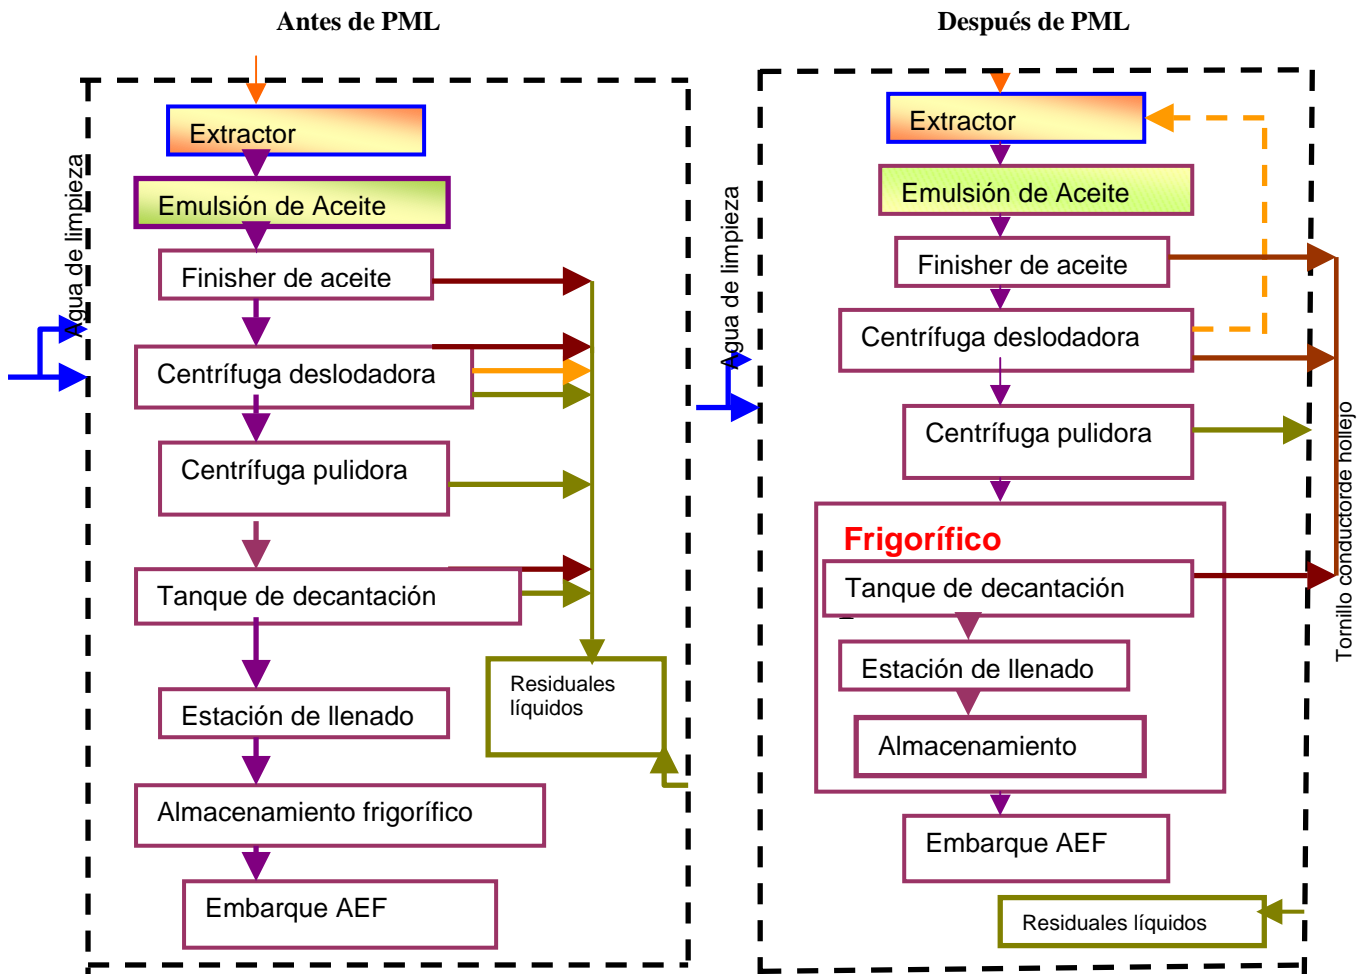 Antes de PML
Extractor
Emulsión de Aceite
Finisher de aceite
Centrífuga deslodadora
Centrífuga pulidora
Tanque de decantación
Estación de llenado
Almacenamiento frigorífico
Embarque AEF
Residuales
líquidos
Agua de limpieza
Después de PML
Extractor
Emulsión de Aceite
Finisher de aceite
Centrífuga deslodadora
Centrífuga pulidora
Frigorífico
Tanque de decantación
Estación de llenado
Almacenamiento
Embarque AEF
Residuales líquidos
Agua de limpieza
Tornillo conductorde hollejo